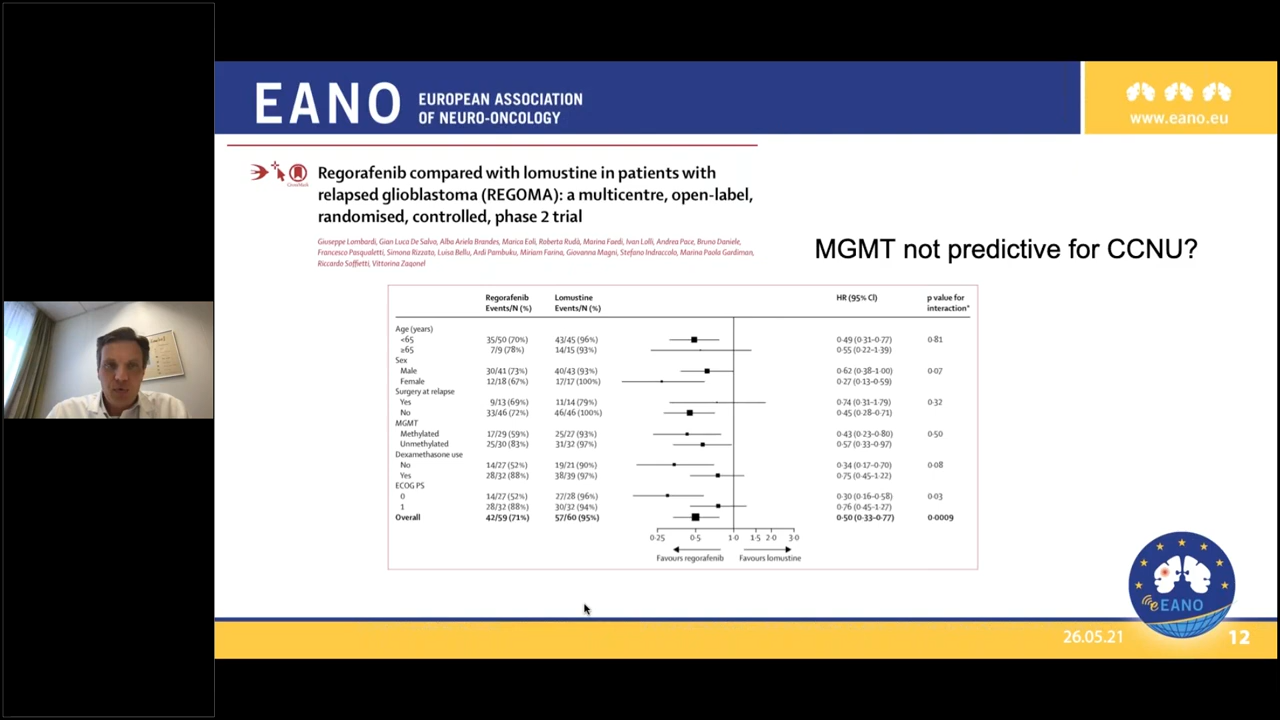 EANO
EUROPEAN ASSOCIATION
OF NEURO-ONCOLOGY
www.eano.eu
CrossMark
Regorafenib compared with lomustine in patients with
relapsed glioblastoma (REGOMA): a multicentre, open-label,
randomised, controlled, phase 2 trial
Giuseppe Lombardi, Gian Luca De Salvo, Alba Ariela Brandes, Marica Eoli, Roberta Rudà, Marina Faedi, Ivan Lolli, Andrea Pace, Bruno Daniele,
Francesco Pasqualetti, Simona Rizzato, Luisa Bellu, Ardi Pambuku, Miriam Farina, Giovanna Magni, Stefano Indraccolo, Marina Paola Gardiman,
Riccardo Soffietti, Vittorina Zagonel
MGMT not predictive for CCNU?
Regorafenib Lomustine HR (95% CI) p value for
Events/N (%) Events/N (%) interaction*
Age (years)
<65 35/50 (70%) 43/45 (96%) 0·49 (0·31–0·77) 0·81
≥65 7/9 (78%) 14/15 (93%) 0·55 (0·22–1·39)
Sex
Male 30/41 (73%) 40/43 (93%) 0·62 (0·38–1·00) 0·07
Female 12/18 (67%) 17/17 (100%) 0·27 (0·13–0·59)
Surgery at relapse
Yes 9/13 (69%) 11/14 (79%) 0·74 (0·31–1·79) 0·32
No 33/46 (72%) 46/46 (100%) 0·45 (0·28–0·71)
MGMT
Methylated 17/29 (59%) 25/27 (93%) 0·43 (0·23–0·80) 0·50
Unmethylated 25/30 (83%) 31/32 (97%) 0·57 (0·33–0·97)
Dexamethasone use
No 14/27 (52%) 19/21 (90%) 0·34 (0·17–0·70) 0·08
Yes 28/32 (88%) 38/39 (97%) 0·75 (0·45–1·22)
ECOG PS
0 14/27 (52%) 27/28 (96%) 0·30 (0·16–0·58) 0·03
1 28/32 (88%) 30/32 (94%) 0·76 (0·45–1·27)
Overall 42/59 (71%) 57/60 (95%) 0·50 (0·33–0·77) 0·0009
0·25 0·5 1·0 1·5 2·0 3·0
Favours regorafenib Favours lomustine
eEANO
26.05.21 12